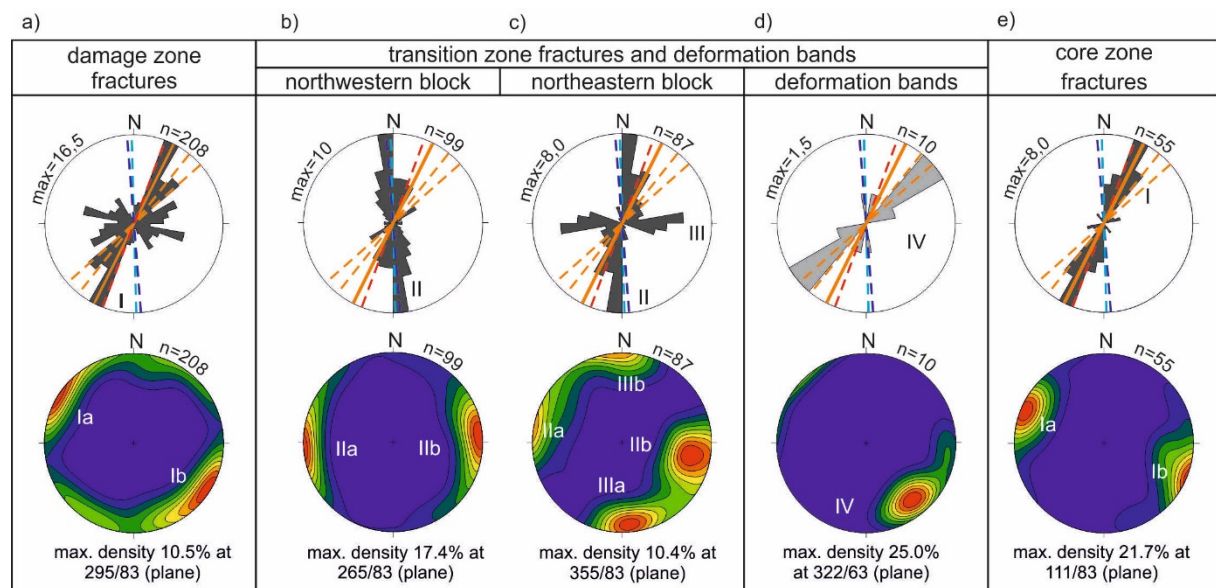 a)
b)
c)
d)
e)
damage zone
fractures
transition zone fractures and deformation bands
northwestern block
northeastern block
deformation bands
core zone
fractures
N
max=16,5
n=208
I
N
max=10
n=99
II
N
max=8,0
n=87
III
II
N
max=1,5
n=10
IV
N
max=8,0
n=55
I
N
n=208
Ia
Ib
max. density 10.5% at
295/83 (plane)
N
n=99
IIa
IIb
max. density 17.4% at
265/83 (plane)
N
n=87
IIIb
IIa
IIb
IIIa
max. density 10.4% at
355/83 (plane)
N
n=10
IV
max. density 25.0%
at 322/63 (plane)
N
n=55
Ia
Ib
max. density 21.7% at
111/83 (plane)